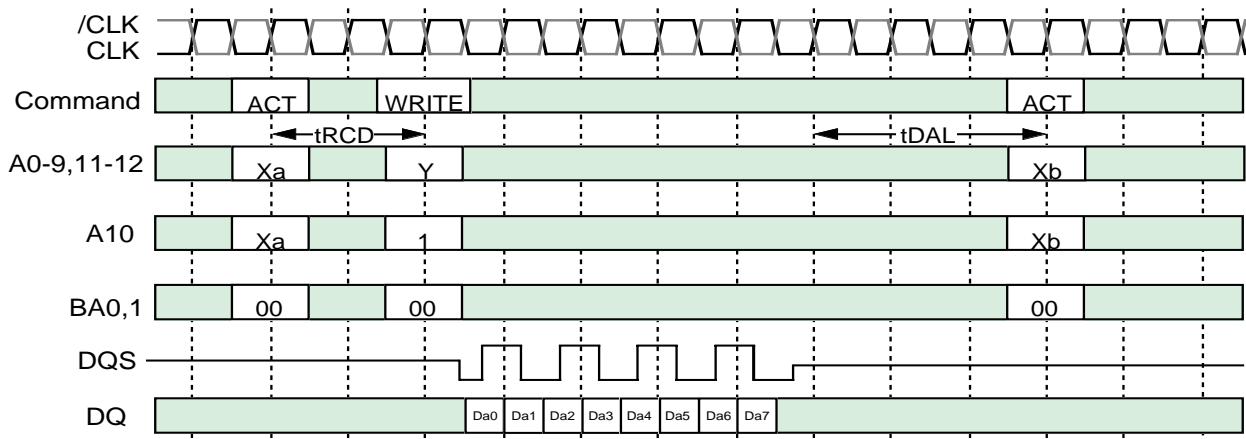 /CLK
CLK
Command ACT WRITE ACT
tRCD tDAL
A0-9,11-12 Xa Y Xb
A10 Xa 1 Xb
BA0,1 00 00 00
DQS
DQ Da0 Da1 Da2 Da3 Da4 Da5 Da6 Da7